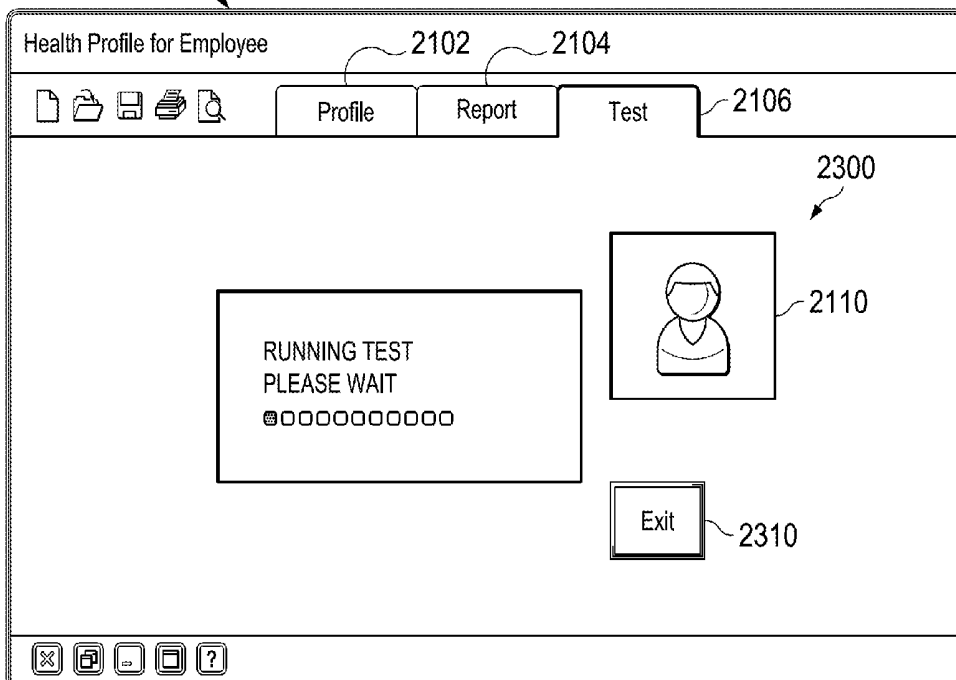 Health Profile for Employee
2102
2104
Profile
Report
Test
2106
2300
2110
RUNNING TEST
PLEASE WAIT
Exit
2310
?